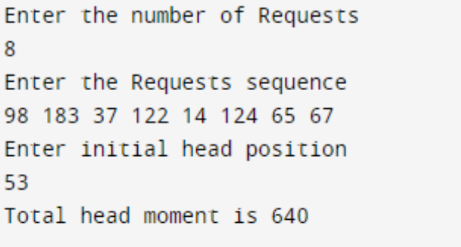 Enter the number of Requests
8
Enter the Requests sequence
98 183 37 122 14 124 65 67
Enter initial head position
53
Total head moment is 640